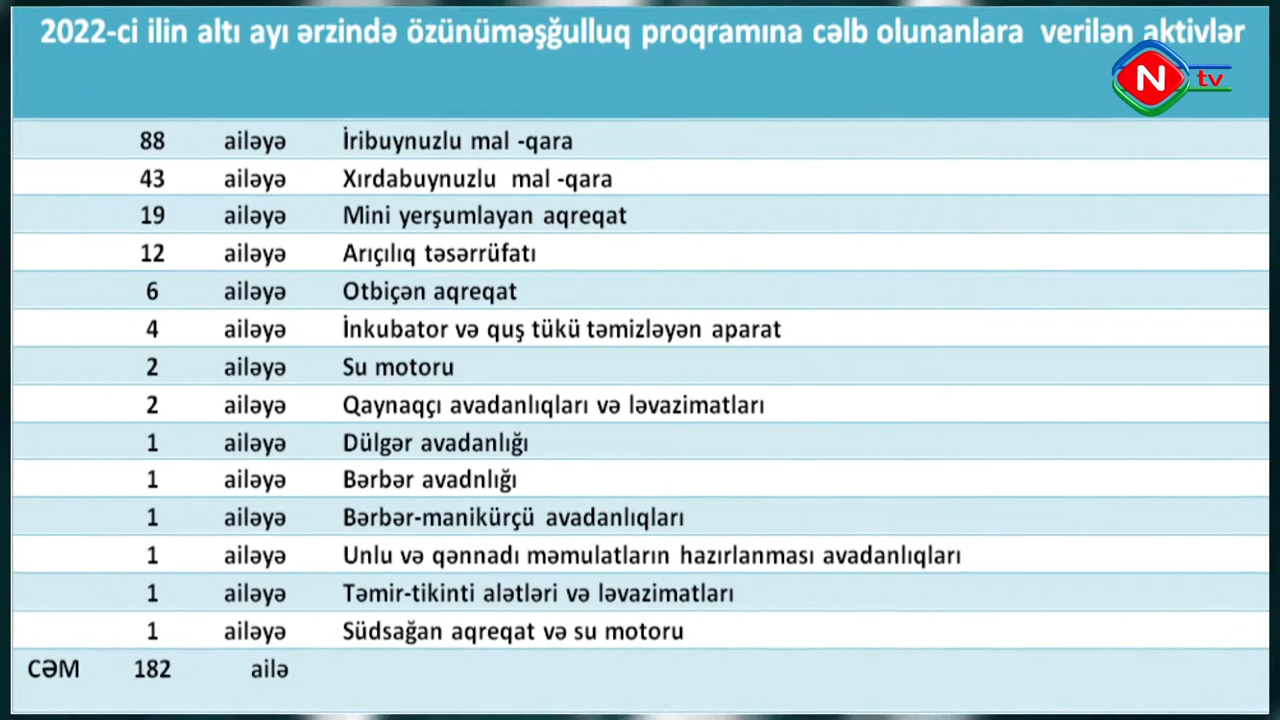 2022-ci ilin altı ayı ərzində özünüməşğulluq proqramına cəlb olunanlara verilən aktivlər
N tv
88 ailəyə İribuynuzlu mal -qara
43 ailəyə Xırdabuynuzlu mal -qara
19 ailəyə Mini yerşumlayan aqreqat
12 ailəyə Arıçılıq təsərrüfatı
6 ailəyə Otbiçən aqreqat
4 ailəyə İnkubator və quş tükü təmizləyən aparat
2 ailəyə Su motoru
2 ailəyə Qaynaqçı avadanlıqları və ləvazimatları
1 ailəyə Dülgər avadanlığı
1 ailəyə Bərbər avadnlığı
1 ailəyə Bərbər-manikürçü avadanlıqları
1 ailəyə Unlu və qənnadı məmulatların hazırlanması avadanlıqları
1 ailəyə Təmir-tikinti alətləri və ləvazimatları
1 ailəyə Südsağan aqreqat və su motoru
CƏM 182 ailə